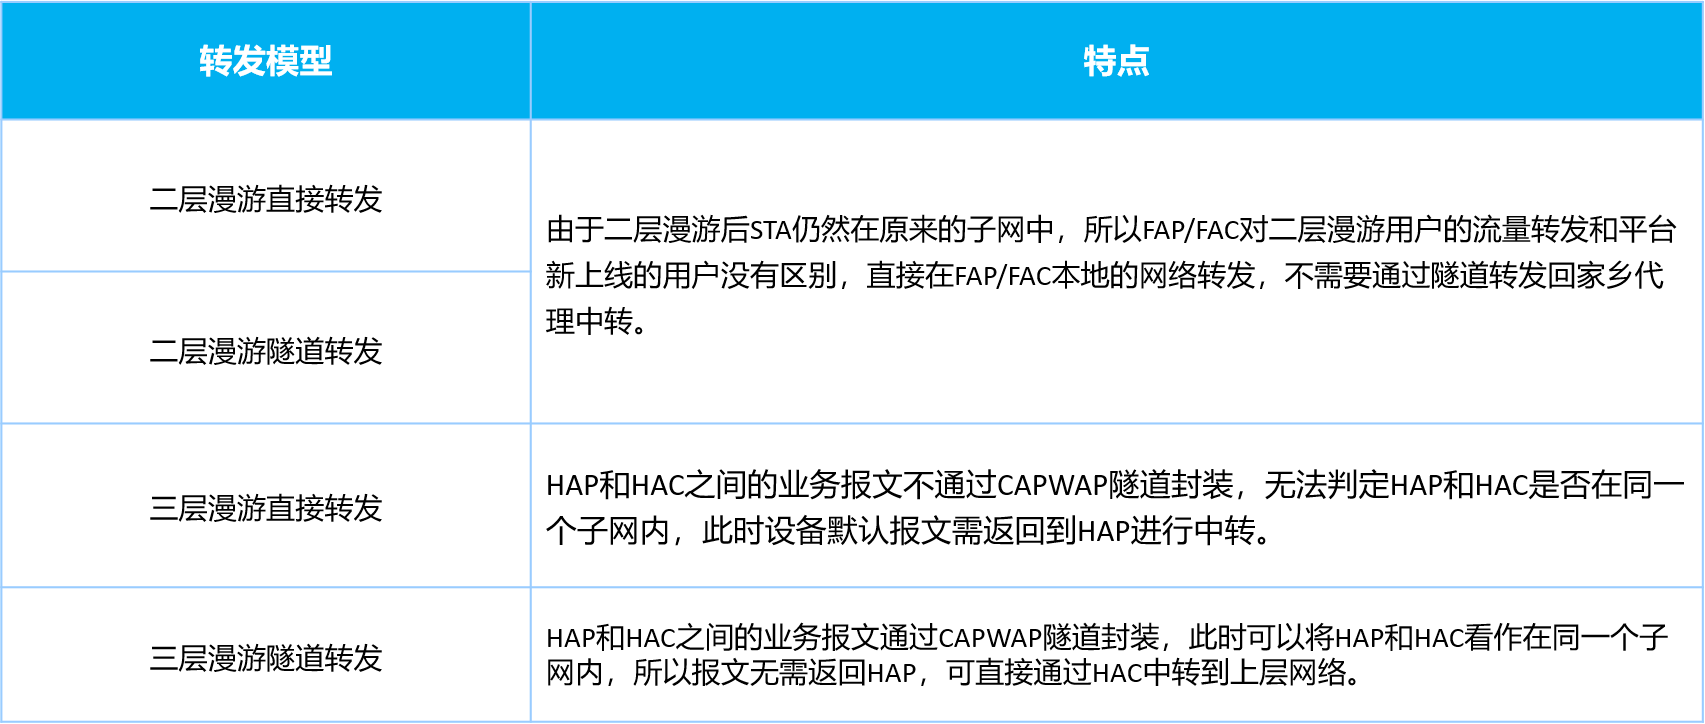 转发模型
特点
二层漫游直接转发
二层漫游隧道转发
由于二层漫游后STA仍然在原来的子网中，所以FAP/FAC对二层漫游用户的流量转发和平台
新上线的用户没有区别，直接在FAP/FAC本地的网络转发，不需要通过隧道转发回家乡代
理中转。
三层漫游直接转发
HAP和HAC之间的业务报文不通过CAPWAP隧道封装，无法判定HAP和HAC是否在同一
个子网内，此时设备默认报文需返回到HAP进行中转。
三层漫游隧道转发
HAP和HAC之间的业务报文通过CAPWAP隧道封装，此时可以将HAP和HAC看作在同一个子
网内，所以报文无需返回HAP，可直接通过HAC中转到上层网络。